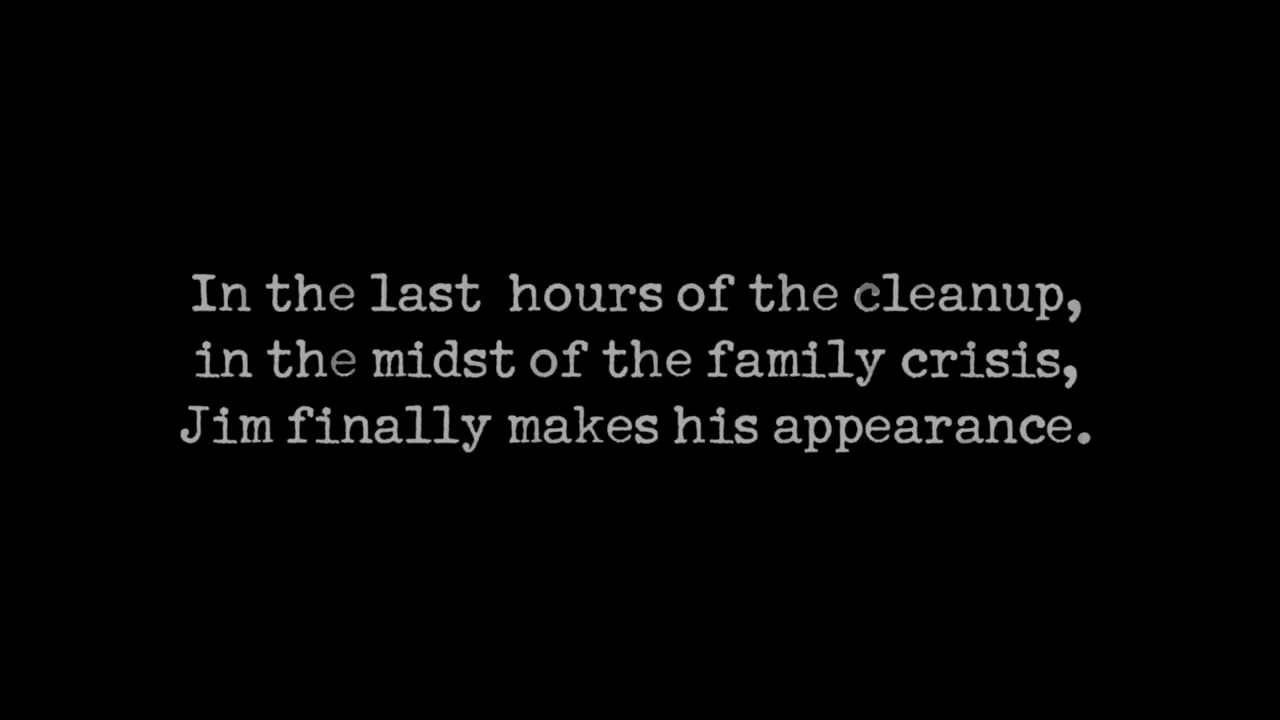 In the last  hours of the cleanup,
in the midst of the family crisis,
Jim finally makes his appearance.